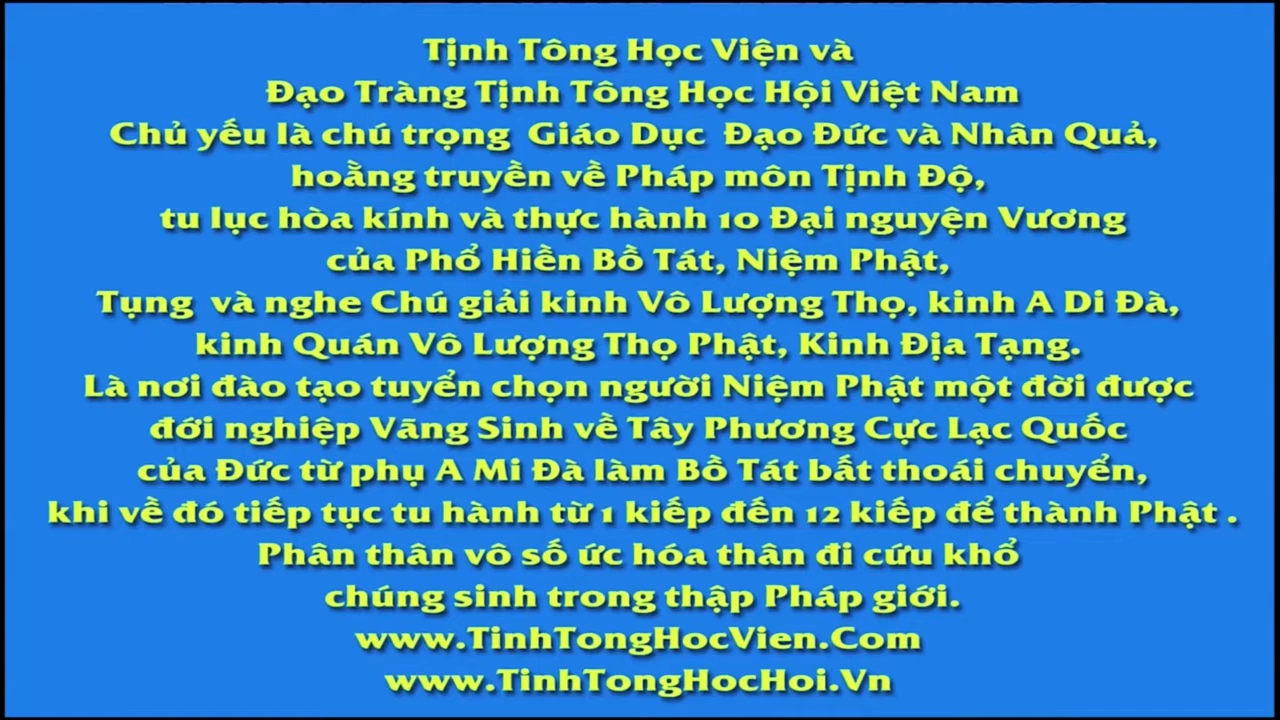 Tịnh Tông Học Viện và
Đạo Tràng Tịnh Tông Học Hội Việt Nam
Chủ yếu là chú trọng Giáo Dục Đạo Đức và Nhân Quả,
hoằng truyền về Pháp môn Tịnh Độ,
tu lục hòa kính và thực hành 10 Đại nguyện Vương
của Phổ Hiền Bồ Tát, Niệm Phật,
Tụng và nghe Chú giải kinh Vô Lượng Thọ, kinh A Di Đà,
kinh Quán Vô Lượng Thọ Phật, Kinh Địa Tạng.
Là nơi đào tạo tuyển chọn người Niệm Phật một đời được
đới nghiệp Vãng Sinh về Tây Phương Cực Lạc Quốc
của Đức từ phụ A Mi Đà làm Bồ Tát bất thoái chuyển,
khi về đó tiếp tục tu hành từ 1 kiếp đến 12 kiếp để thành Phật .
Phân thân vô số ức hóa thân đi cứu khổ
chúng sinh trong thập Pháp giới.
www.TinhTongHocVien.Com
www.TinhTongHocHoi.Vn